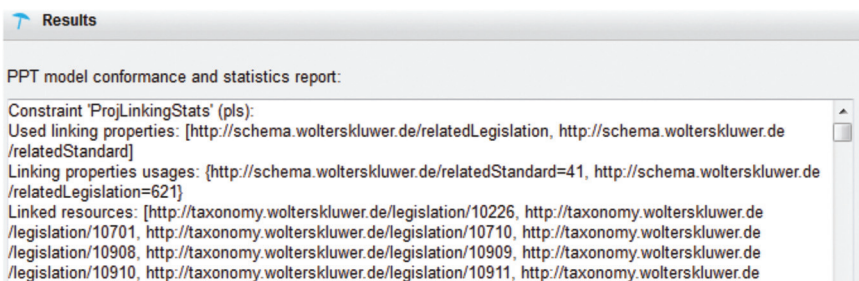 Results
PPT model conformance and statistics report:
Constraint 'ProjLinkingStats' (pls):
Used linking properties: [http://schema.wolterskluwer.de/relatedLegislation, http://schema.wolterskluwer.de
/relatedStandard]
Linking properties usages: {http://schema.wolterskluwer.de/relatedStandard=41, http://schema.wolterskluwer.de
/relatedLegislation=621}
Linked resources: [http://taxonomy.wolterskluwer.de/legislation/10226, http://taxonomy.wolterskluwer.de
/legislation/10701, http://taxonomy.wolterskluwer.de/legislation/10710, http://taxonomy.wolterskluwer.de
/legislation/10908, http://taxonomy.wolterskluwer.de/legislation/10909, http://taxonomy.wolterskluwer.de
/legislation/10910, http://taxonomy.wolterskluwer.de/legislation/10911, http://taxonomy.wolterskluwer.de